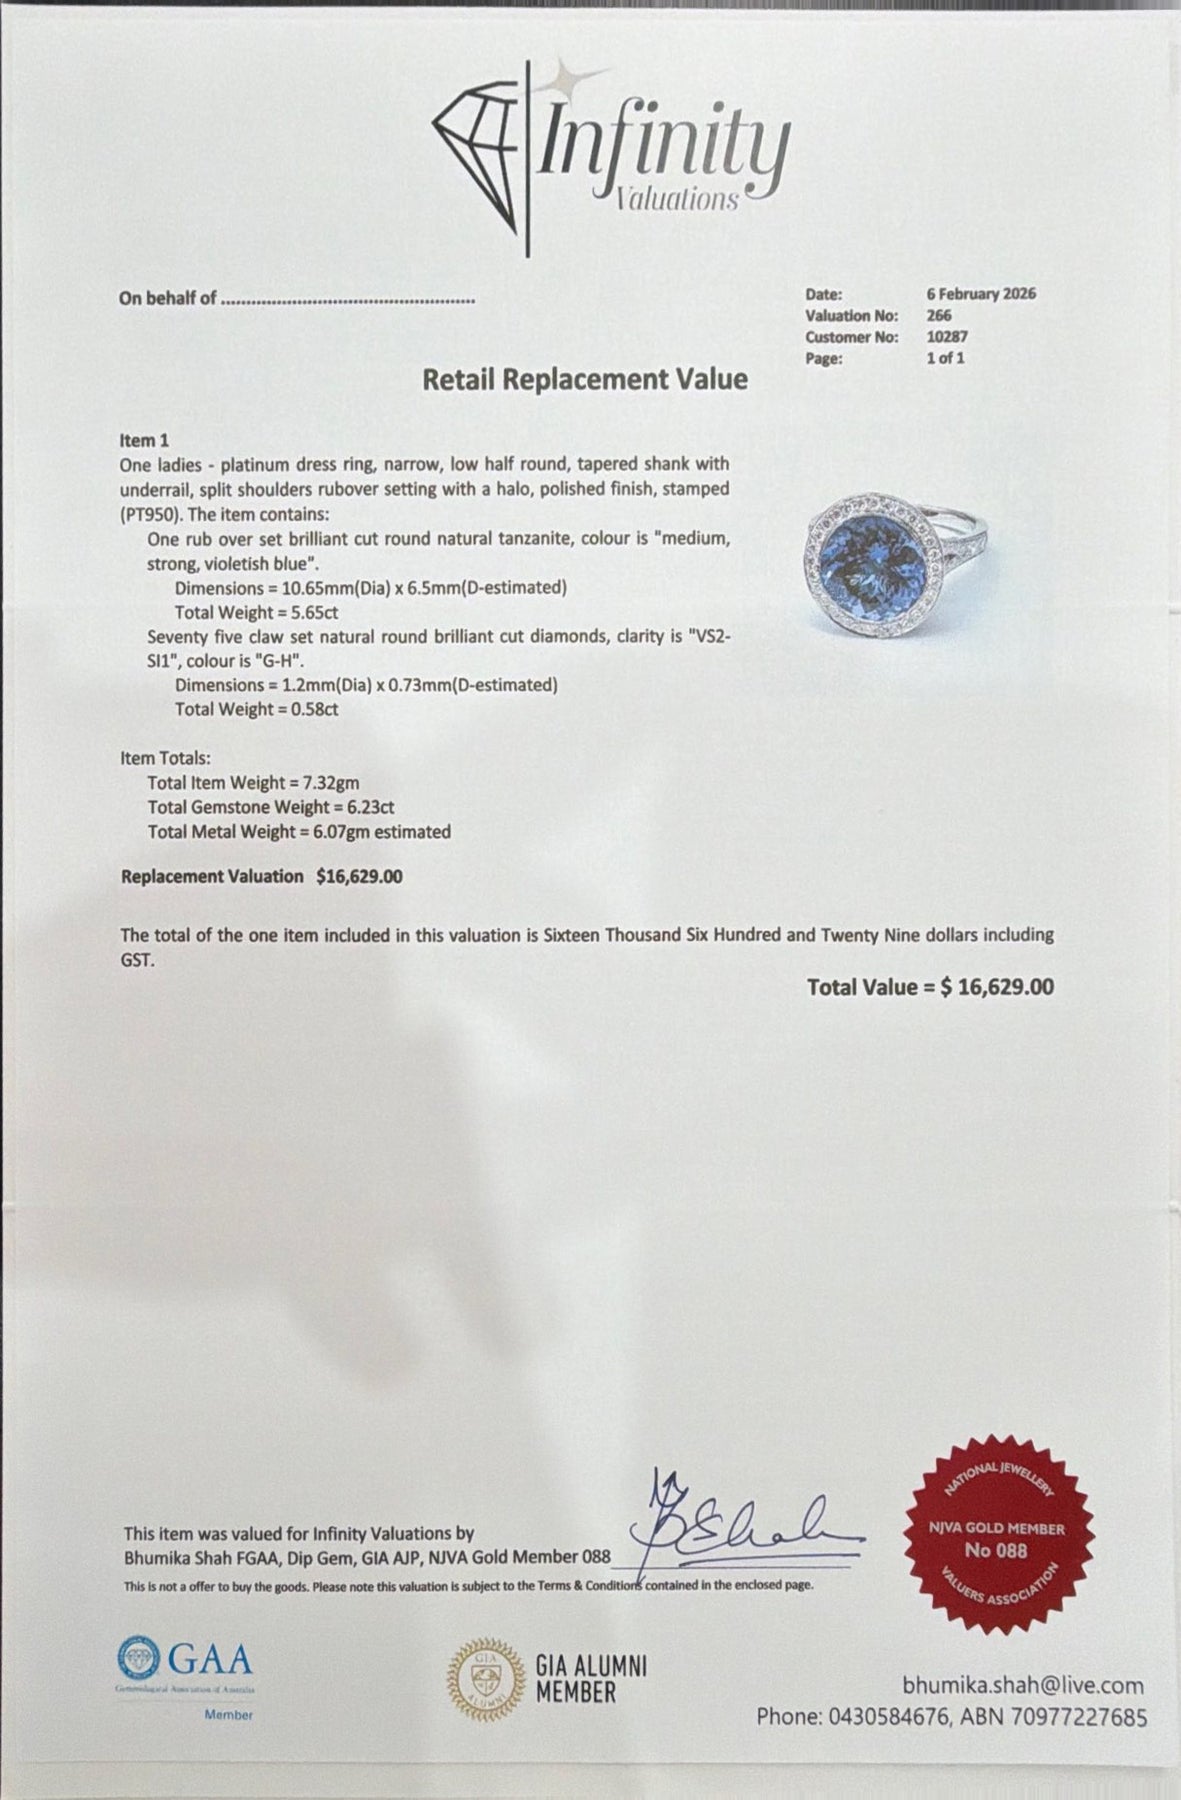 Infinity
Valuations
On behalf of ....................................................
Date: 6 February 2026
Valuation No: 266
Customer No: 10287
Page: 1 of 1
Retail Replacement Value
Item 1
One ladies - platinum dress ring, narrow, low half round, tapered shank with
underrail, split shoulders rubover setting with a halo, polished finish, stamped
(PT950). The item contains:
One rub over set brilliant cut round natural tanzanite, colour is "medium,
strong, violetish blue".
Dimensions = 10.65mm(Dia) x 6.5mm(D-estimated)
Total Weight = 5.65ct
Seventy five claw set natural round brilliant cut diamonds, clarity is "VS2-
SI1", colour is "G-H".
Dimensions = 1.2mm(Dia) x 0.73mm(D-estimated)
Total Weight = 0.58ct
Item Totals:
Total Item Weight = 7.32gm
Total Gemstone Weight = 6.23ct
Total Metal Weight = 6.07gm estimated
Replacement Valuation $16,629.00
The total of the one item included in this valuation is Sixteen Thousand Six Hundred and Twenty Nine dollars including
GST.
Total Value = $ 16,629.00
This item was valued for Infinity Valuations by
Bhumika Shah FGAA, Dip Gem, GIA AJP, NJVA Gold Member 088
BShah
This is not a offer to buy the goods. Please note this valuation is subject to the Terms & Conditions contained in the enclosed page.
NATIONAL JEWELLERY
NJVA GOLD MEMBER
No 088
VALUERS ASSOCIATION
GAA
Gemmological Association of Australia
Member
GIA
ALUMNI
GIA ALUMNI
MEMBER
bhumika.shah@live.com
Phone: 0430584676, ABN 70977227685